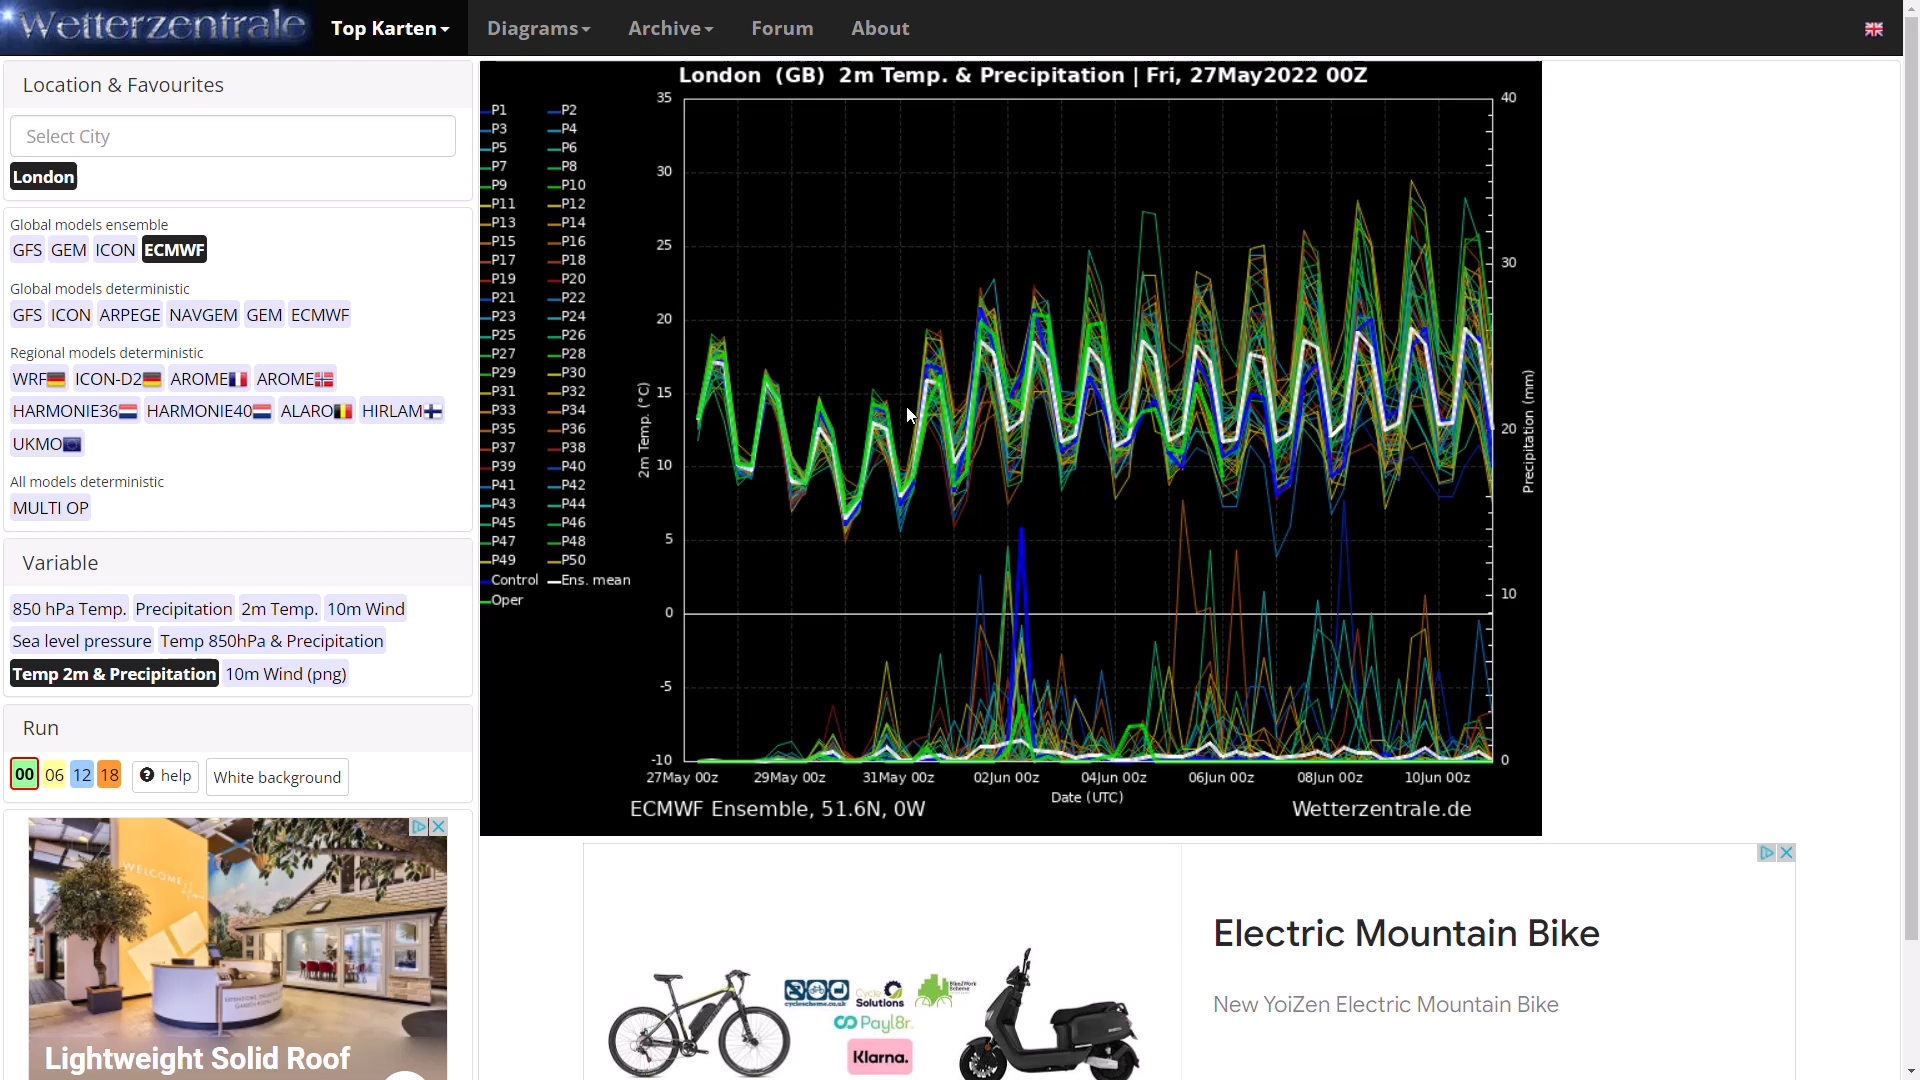 Wetterzentrale
Top Karten
Diagrams
Archive
Forum
About
Location & Favourites
Select City
London
Global models ensemble
GFS GEM ICON ECMWF
Global models deterministic
GFS ICON ARPEGE NAVGEM GEM ECMWF
Regional models deterministic
WRF ICON-D2 AROME AROME
HARMONIE36 HARMONIE40 ALARO HIRLAM
UKMO
All models deterministic
MULTI OP
Variable
850 hPa Temp. Precipitation 2m Temp. 10m Wind
Sea level pressure Temp 850hPa & Precipitation
Temp 2m & Precipitation 10m Wind (png)
Run
00 06 12 18 help White background
WELCOME
Lightweight Solid Roof
London (GB) 2m Temp. & Precipitation | Fri, 27May2022 00Z
P1 P2
P3 P4
P5 P6
P7 P8
P9 P10
P11 P12
P13 P14
P15 P16
P17 P18
P19 P20
P21 P22
P23 P24
P25 P26
P27 P28
P29 P30
P31 P32
P33 P34
P35 P36
P37 P38
P39 P40
P41 P42
P43 P44
P45 P46
P47 P48
P49 P50
Control Ens. mean
Oper
35
30
25
20
15
10
5
0
-5
-10
2m Temp. (°C)
40
30
20
10
0
Precipitation (mm)
27May 00z 29May 00z 31May 00z 02Jun 00z 04Jun 00z 06Jun 00z 08Jun 00z 10Jun 00z
Date (UTC)
ECMWF Ensemble, 51.6N, 0W
Wetterzentrale.de
cyclescheme.co.uk
Cycle Solutions
Bike2Work Scheme
Payl8r.
Klarna.
Electric Mountain Bike
New YoiZen Electric Mountain Bike